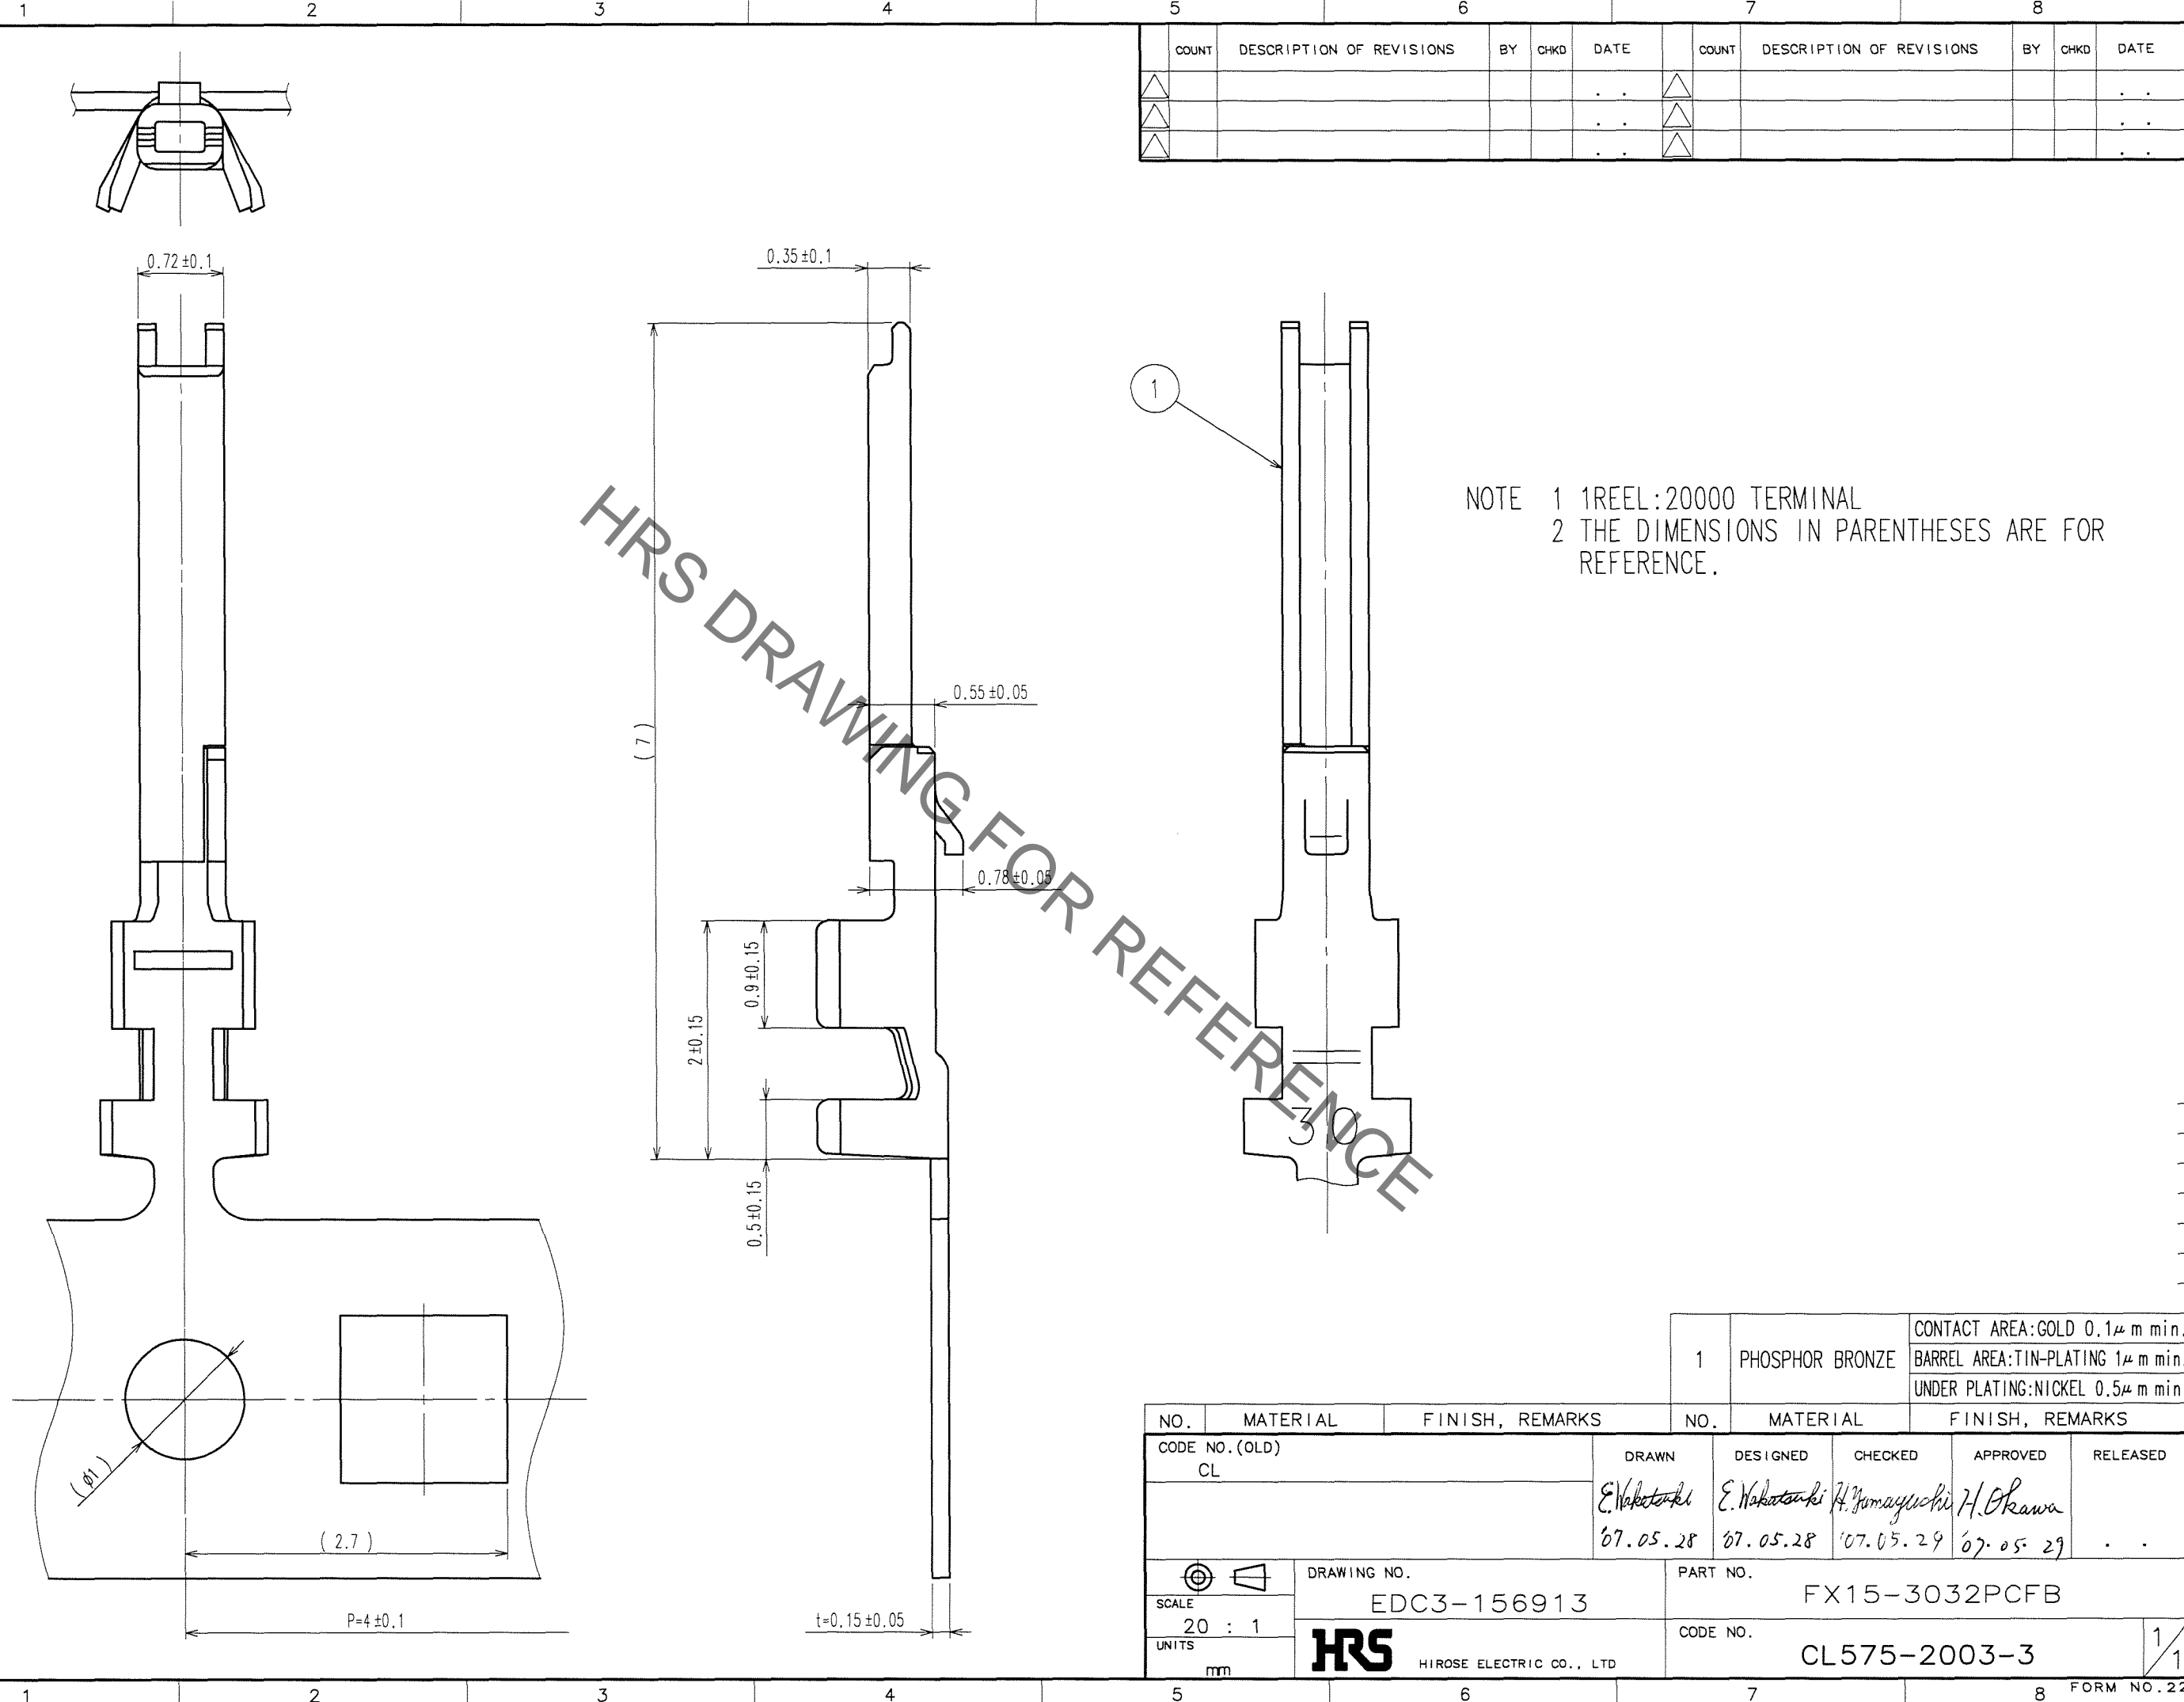 1 2 3 4 5 6 7 8
COUNT DESCRIPTION OF REVISIONS BY CHKD DATE COUNT DESCRIPTION OF REVISIONS BY CHKD DATE
0.72±0.1
0.35±0.1
1
NOTE 1 1REEL:20000 TERMINAL
2 THE DIMENSIONS IN PARENTHESES ARE FOR
REFERENCE.
HRS DRAWING FOR REFERENCE
0.55±0.05
(7)
0.78±0.05
0.9±0.15
2±0.15
30
0.5±0.15
(ø1)
(2.7)
P=4±0.1
t=0.15±0.05
1 PHOSPHOR BRONZE
CONTACT AREA:GOLD 0.1μm min.
BARREL AREA:TIN-PLATING 1μm min.
UNDER PLATING:NICKEL 0.5μm min
NO. MATERIAL FINISH, REMARKS NO. MATERIAL FINISH, REMARKS
CODE NO.(OLD)
CL
DRAWN DESIGNED CHECKED APPROVED RELEASED
E.Wakatsuki E.Wakatsuki H.Yamaguchi H.Okawa
'07.05.28 '07.05.28 '07.05.29 '07.05.29
SCALE
20 : 1
UNITS
mm
DRAWING NO.
EDC3-156913
PART NO.
FX15-3032PCFB
HRS HIROSE ELECTRIC CO., LTD
CODE NO.
CL575-2003-3
1/1
1 2 3 4 5 6 7 8
FORM NO.22